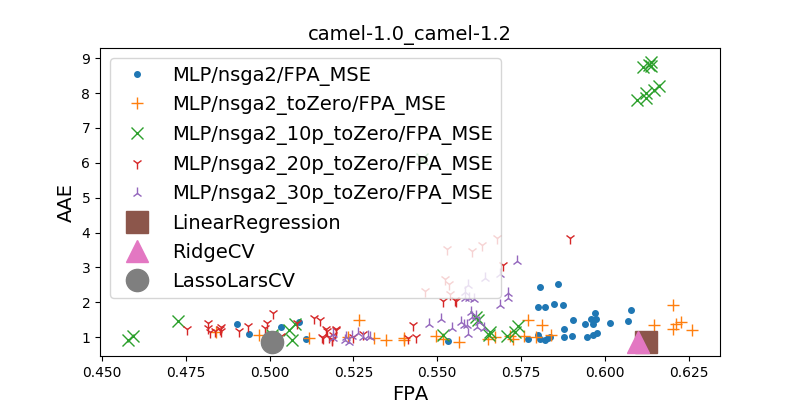 camel-1.0_camel-1.2
AAE
9
8
7
6
5
4
3
2
1
MLP/nsga2/FPA_MSE
MLP/nsga2_toZero/FPA_MSE
MLP/nsga2_10p_toZero/FPA_MSE
MLP/nsga2_20p_toZero/FPA_MSE
MLP/nsga2_30p_toZero/FPA_MSE
LinearRegression
RidgeCV
LassoLarsCV
0.450 0.475 0.500 0.525 0.550 0.575 0.600 0.625
FPA